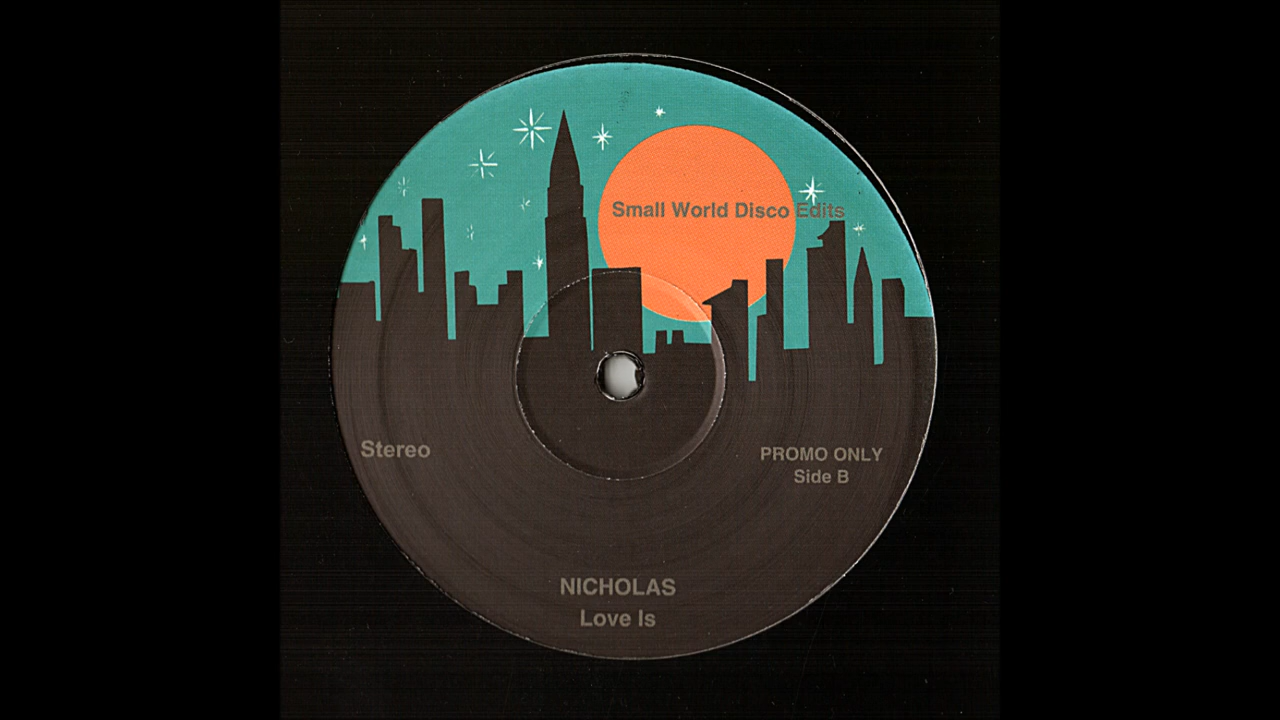 Small World Disco Edits
Stereo
PROMO ONLY
Side B
NICHOLAS
Love Is